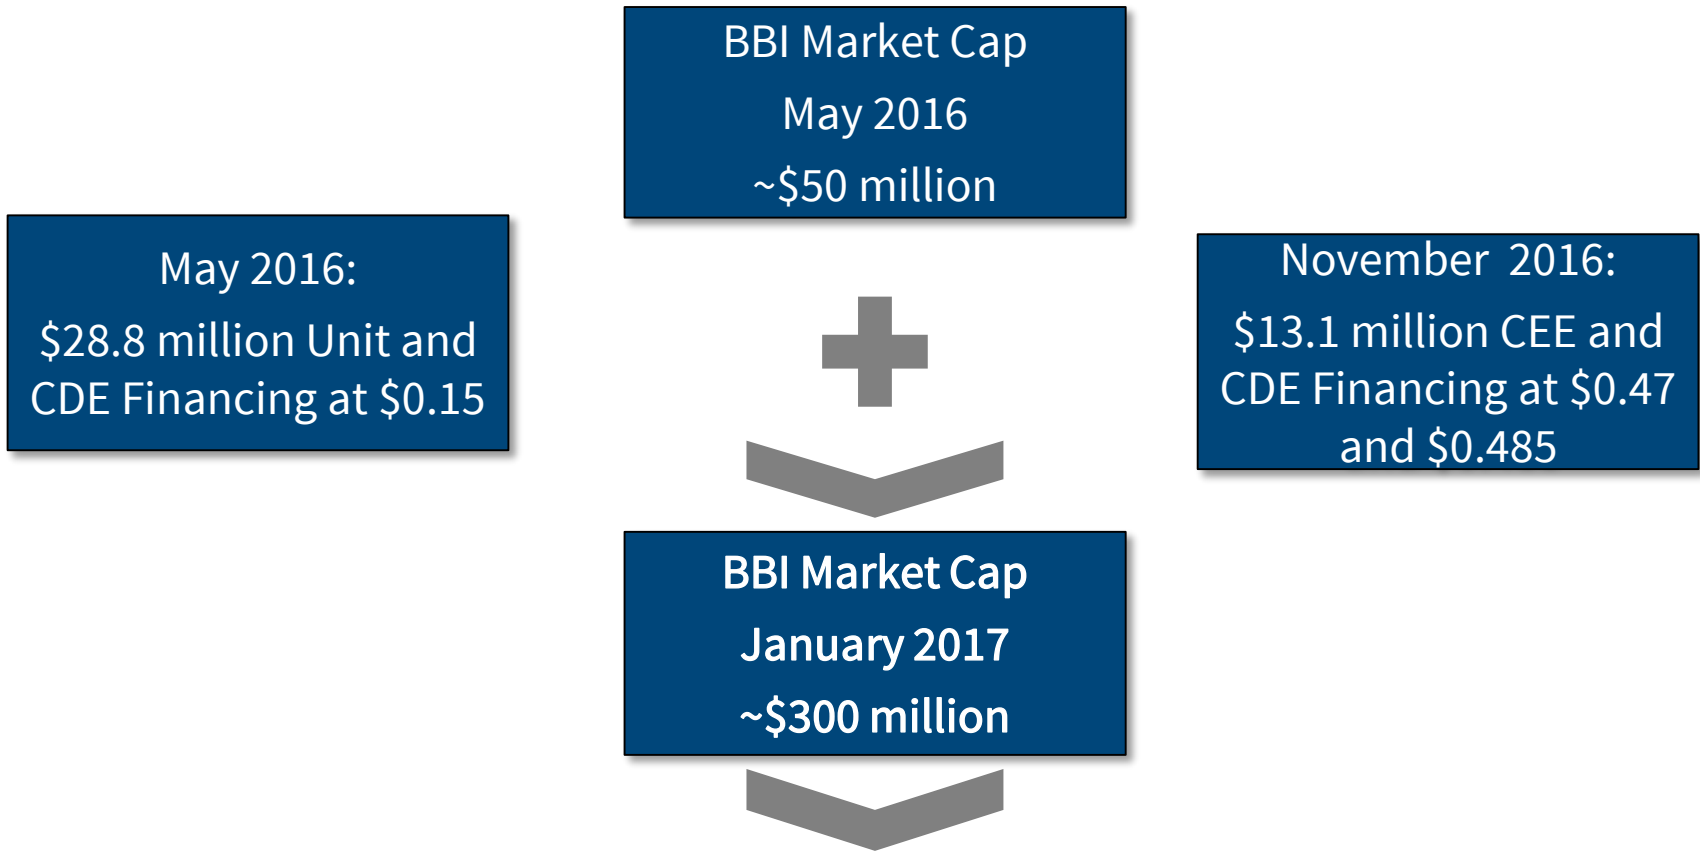 BBI Market Cap
May 2016
~$50 million
May 2016:
$28.8 million Unit and
CDE Financing at $0.15
November  2016:
$13.1 million CEE and
CDE Financing at $0.47
and $0.485
BBI Market Cap
January 2017
~$300 million